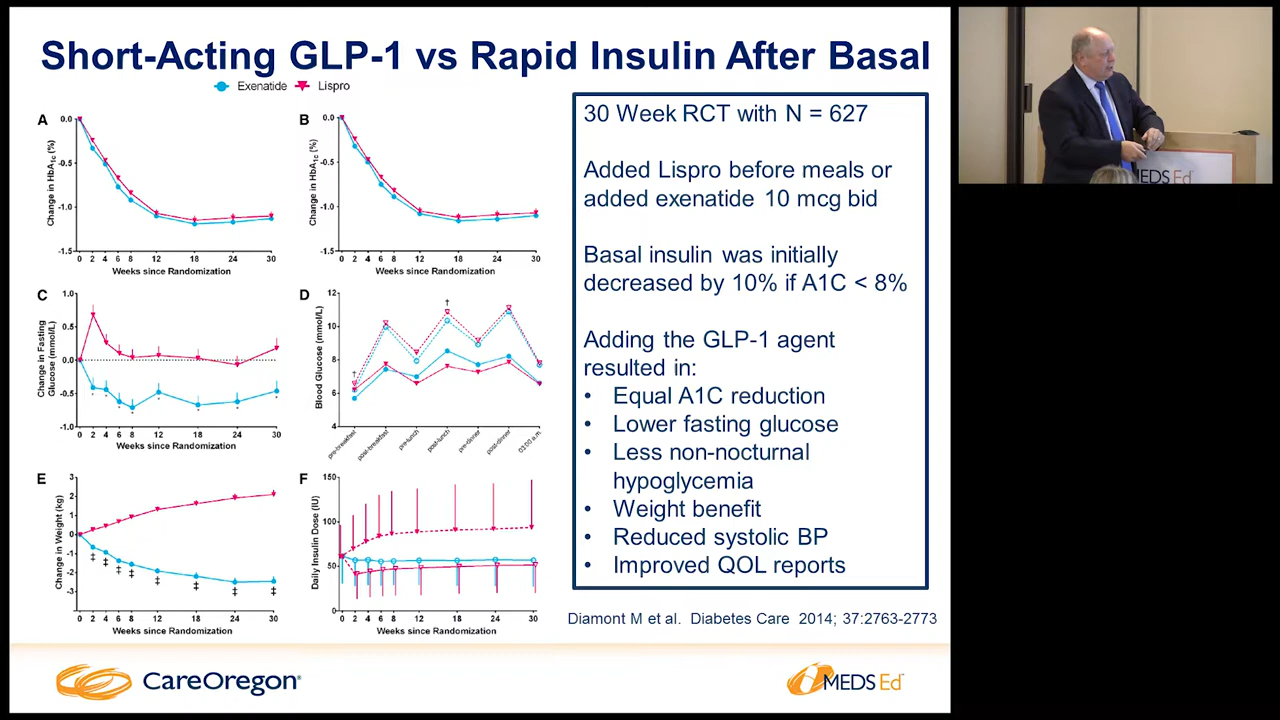 Short-Acting GLP-1 vs Rapid Insulin After Basal
Exenatide Lispro
A
Change in HbA1c (%)
0.0
-0.5
-1.0
-1.5
0 2 4 6 8 12 18 24 30
Weeks since Randomization
B
Change in HbA1c (%)
0.0
-0.5
-1.0
-1.5
0 2 4 6 8 12 18 24 30
Weeks since Randomization
C
Change in Fasting
Glucose (mmol/L)
1.0
0.5
0.0
-0.5
-1.0
0 2 4 6 8 12 18 24 30
Weeks since Randomization
D
Blood Glucose (mmol/L)
12
10
8
6
4
pre-breakfast
post-breakfast
pre-lunch
post-lunch
pre-dinner
post-dinner
03:00 a.m
E
Change in Weight (kg)
3
2
1
0
-1
-2
-3
0 2 4 6 8 12 18 24 30
Weeks since Randomization
F
Daily Insulin Dose (IU)
150
100
50
0
0 2 4 6 8 12 18 24 30
Weeks since Randomization
30 Week RCT with N = 627
Added Lispro before meals or
added exenatide 10 mcg bid
Basal insulin was initially
decreased by 10% if A1C < 8%
Adding the GLP-1 agent
resulted in:
• Equal A1C reduction
• Lower fasting glucose
• Less non-nocturnal
hypoglycemia
• Weight benefit
• Reduced systolic BP
• Improved QOL reports
Diamont M et al. Diabetes Care 2014; 37:2763-2773
CareOregon®
MEDS Ed
MEDS Ed